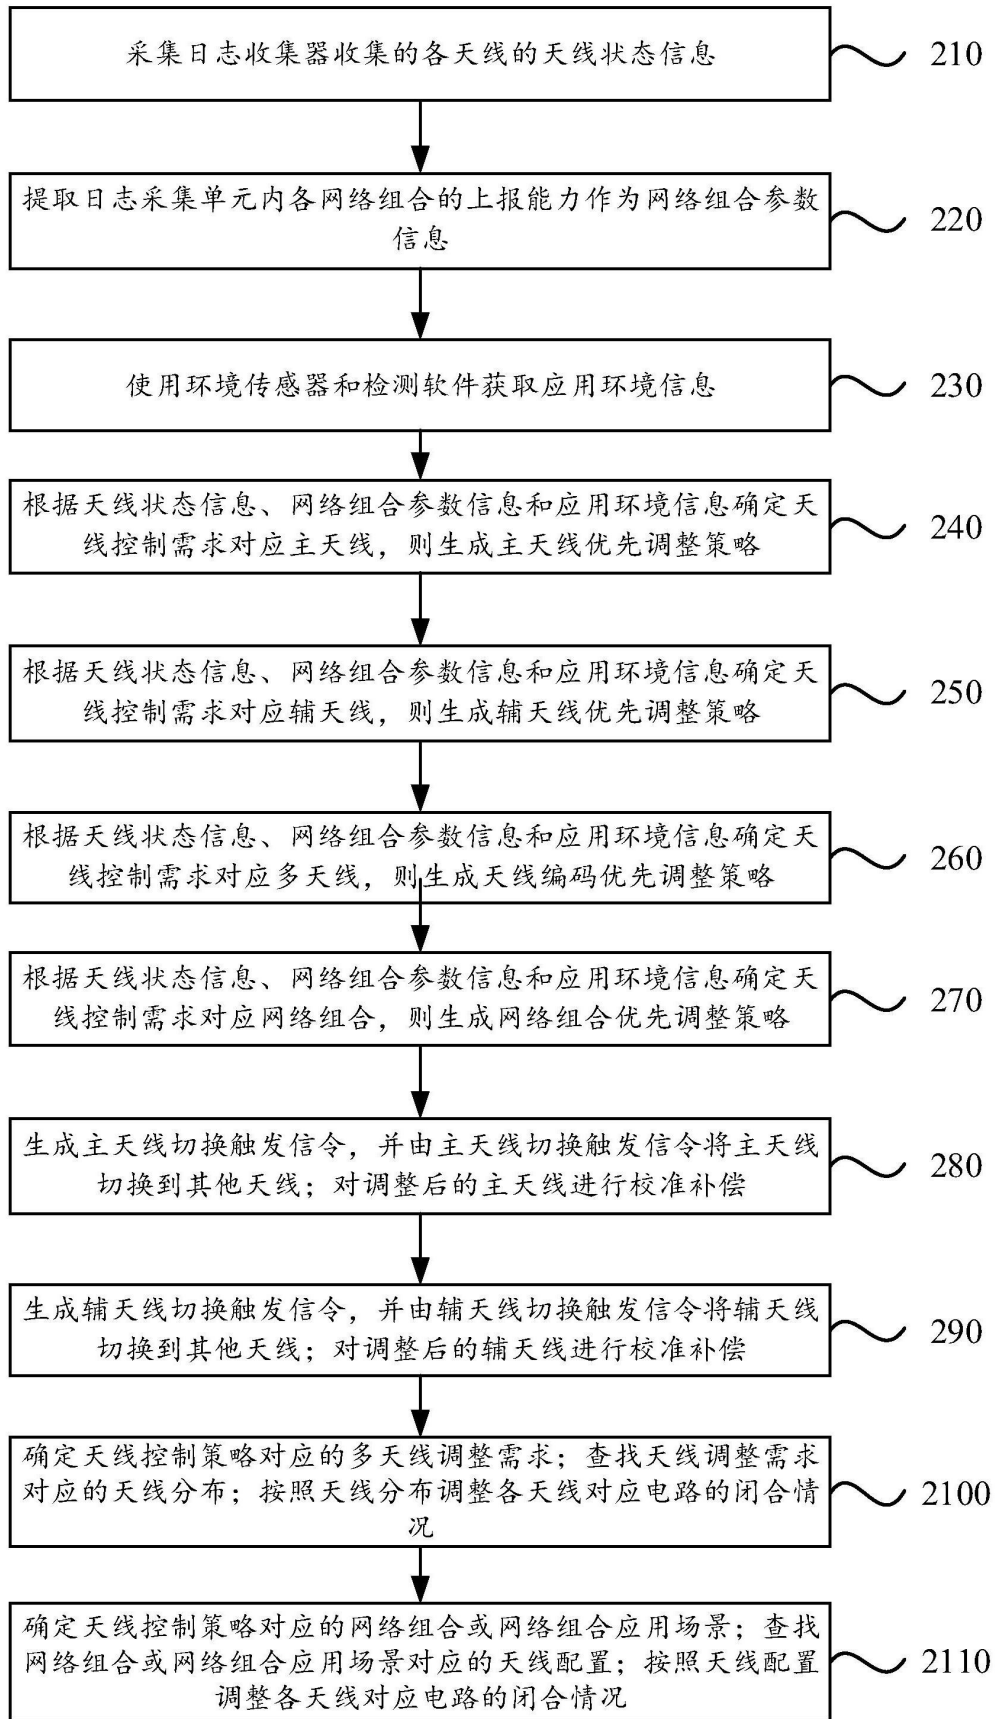 采集日志收集器收集的各天线的天线状态信息
210
提取日志采集单元内各网络组合的上报能力作为网络组合参数
信息
220
使用环境传感器和检测软件获取应用环境信息
230
根据天线状态信息、网络组合参数信息和应用环境信息确定天
线控制需求对应主天线，则生成主天线优先调整策略
240
根据天线状态信息、网络组合参数信息和应用环境信息确定天
线控制需求对应辅天线，则生成辅天线优先调整策略
250
根据天线状态信息、网络组合参数信息和应用环境信息确定天
线控制需求对应多天线，则生成天线编码优先调整策略
260
根据天线状态信息、网络组合参数信息和应用环境信息确定天
线控制需求对应网络组合，则生成网络组合优先调整策略
270
生成主天线切换触发信令，并由主天线切换触发信令将主天线
切换到其他天线；对调整后的主天线进行校准补偿
280
生成辅天线切换触发信令，并由辅天线切换触发信令将辅天线
切换到其他天线；对调整后的辅天线进行校准补偿
290
确定天线控制策略对应的多天线调整需求；查找天线调整需求
对应的天线分布；按照天线分布调整各天线对应电路的闭合情
况
2100
确定天线控制策略对应的网络组合或网络组合应用场景；查找
网络组合或网络组合应用场景对应的天线配置；按照天线配置
调整各天线对应电路的闭合情况
2110